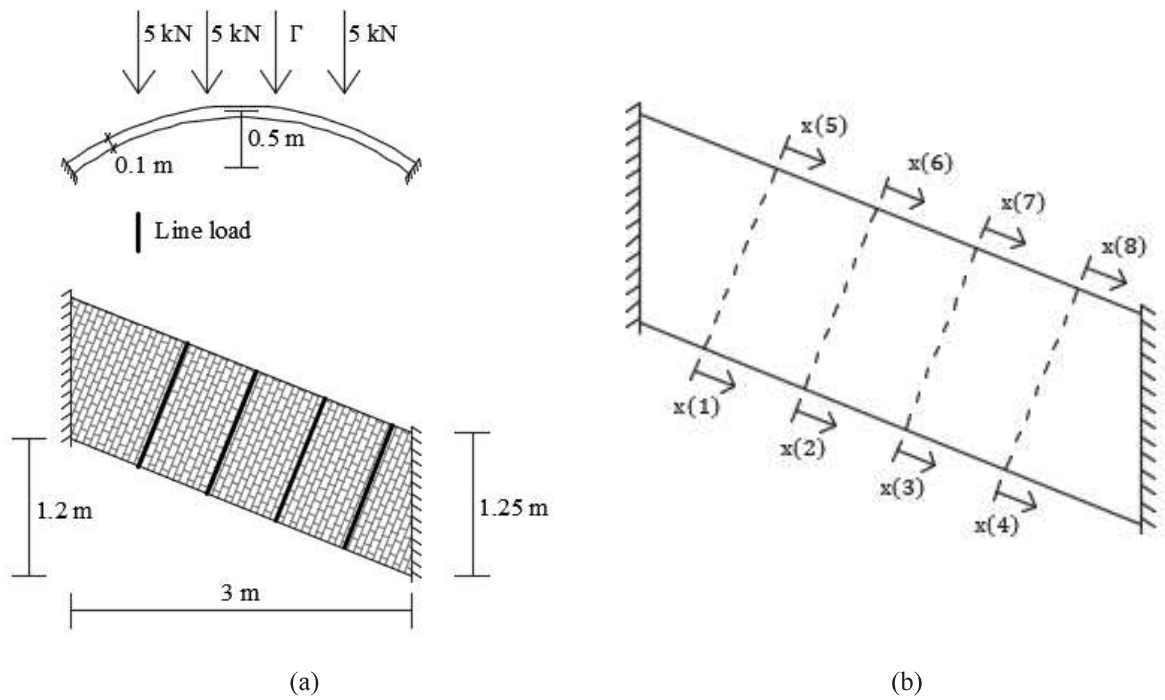 5 kN 5 kN Γ 5 kN
0.5 m
0.1 m
Line load
1.2 m
1.25 m
3 m
(a)
x(5)
x(6)
x(7)
x(8)
x(1)
x(2)
x(3)
x(4)
(b)